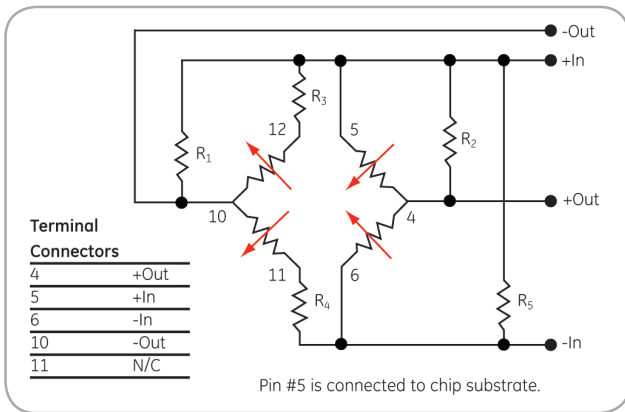 -Out
+In
R3
12
5
R1
R2
10
4
+Out
11
6
R4
R5
-In
Terminal
Connectors
4 +Out
5 +In
6 -In
10 -Out
11 N/C
Pin #5 is connected to chip substrate.